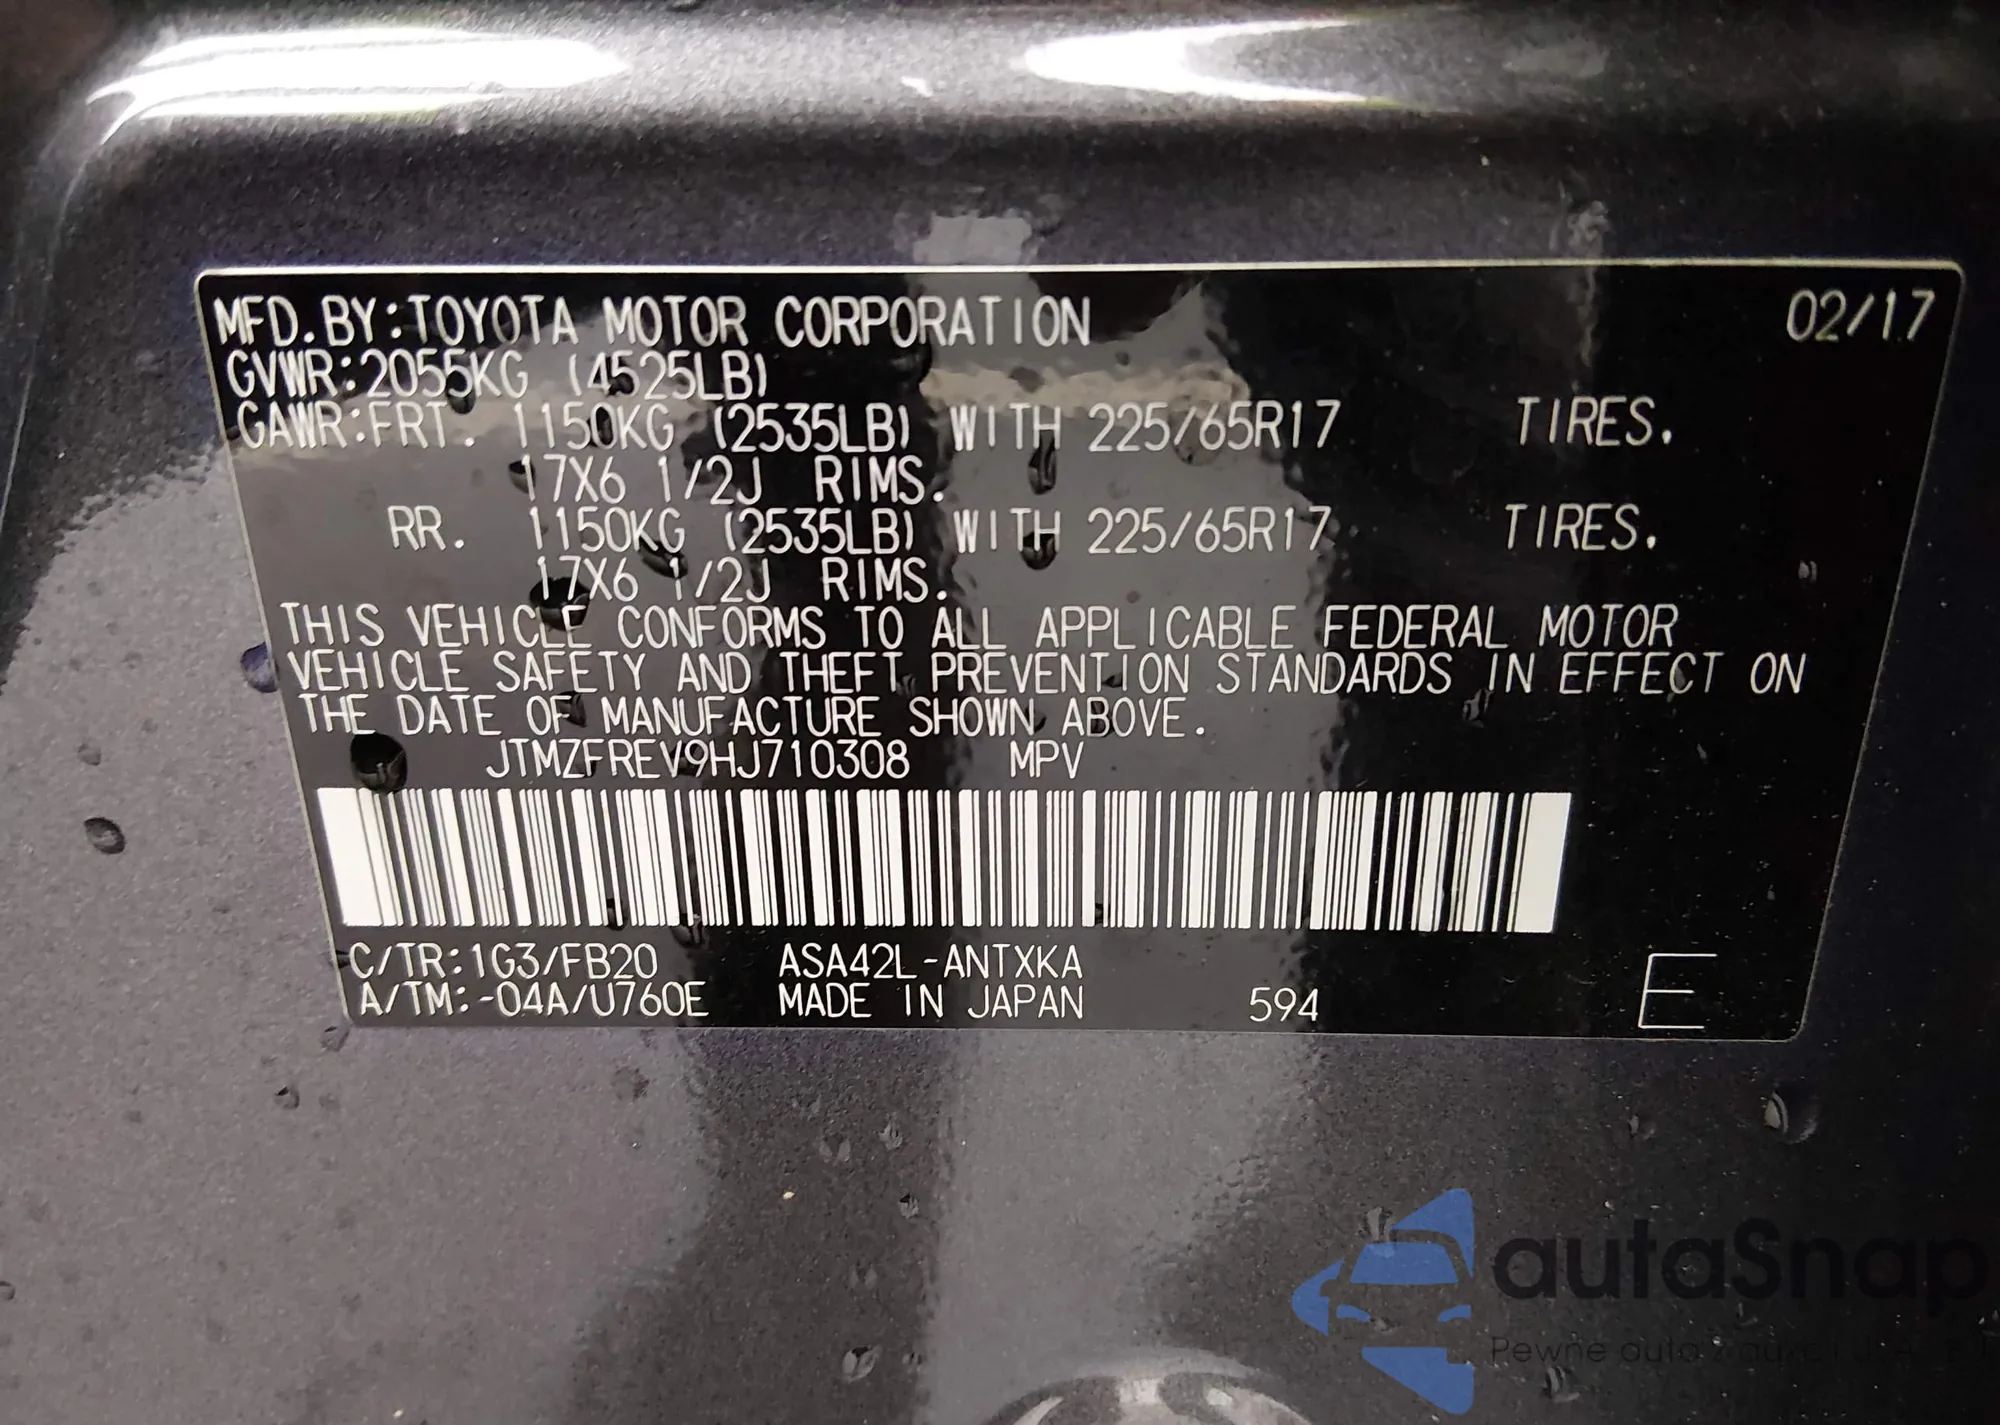 MFD.BY:TOYOTA MOTOR CORPORATION 02/17
GVWR:2055KG (4525LB)
GAWR:FRT. 1150KG (2535LB) WITH 225/65R17 TIRES.
17X6 1/2J RIMS.
RR. 1150KG (2535LB) WITH 225/65R17 TIRES.
17X6 1/2J RIMS.
THIS VEHICLE CONFORMS TO ALL APPLICABLE FEDERAL MOTOR
VEHICLE SAFETY AND THEFT PREVENTION STANDARDS IN EFFECT ON
THE DATE OF MANUFACTURE SHOWN ABOVE.
JTMZFREV9HJ710308 MPV
C/TR:1G3/FB20 ASA42L-ANTXKA
A/TM:-04A/U760E MADE IN JAPAN 594 E
autaSnap
Pewne auta z